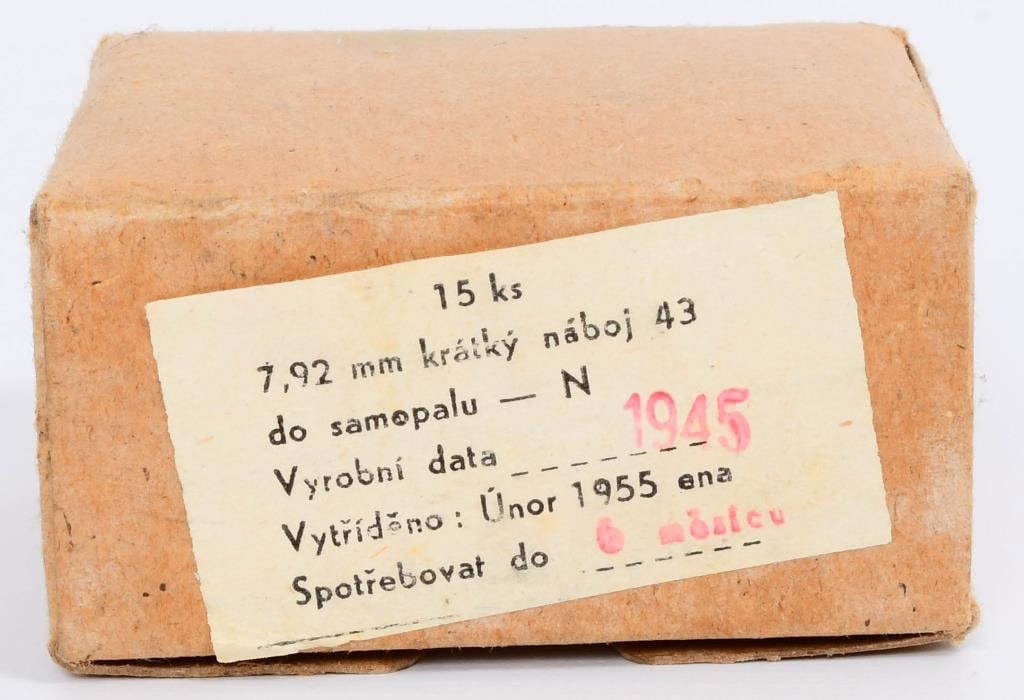 15 ks
7,92 mm krátký náboj 43
do samopalu — N
Vyrobní data 1945
Vytříděno: Únor 1955 ena
Spotřebovat do 6 měsíců